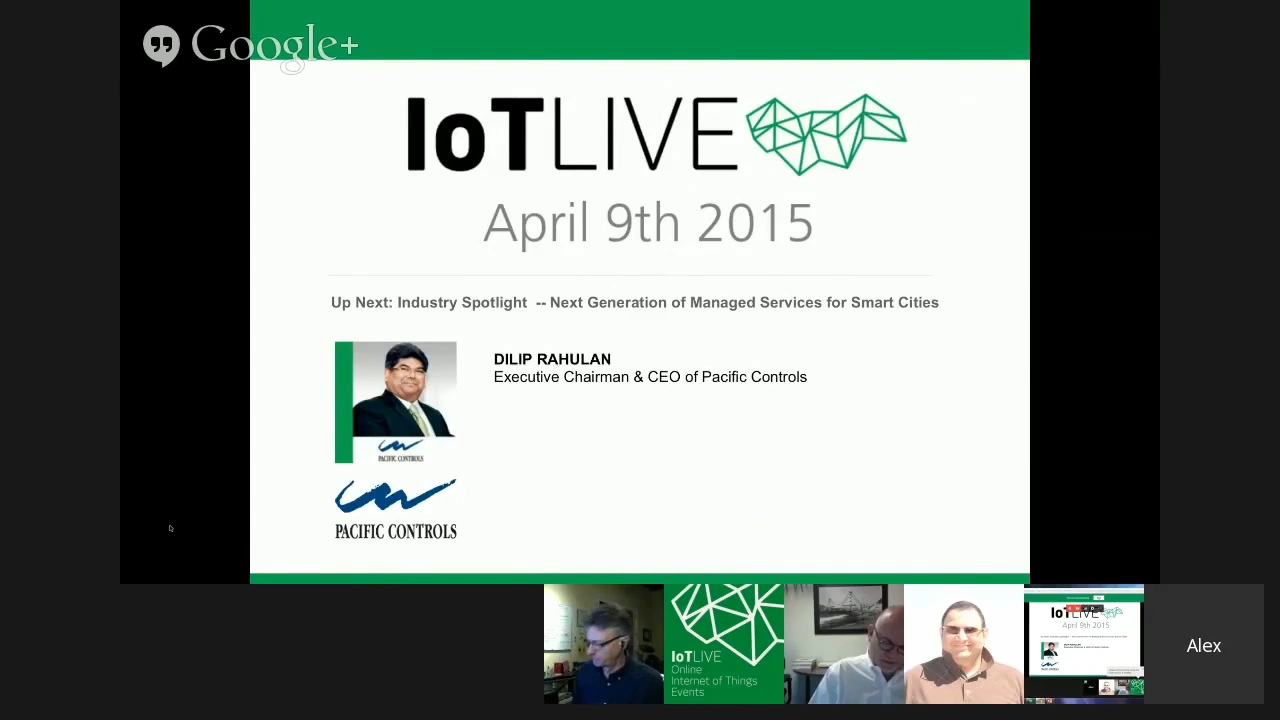 Google+
IoTLIVE
April 9th 2015
Up Next: Industry Spotlight -- Next Generation of Managed Services for Smart Cities
DILIP RAHULAN
Executive Chairman & CEO of Pacific Controls
PACIFIC CONTROLS
PACIFIC CONTROLS
IoTLIVE
Online
Internet of Things
Events
IoTLIVE
April 9th 2015
Alex